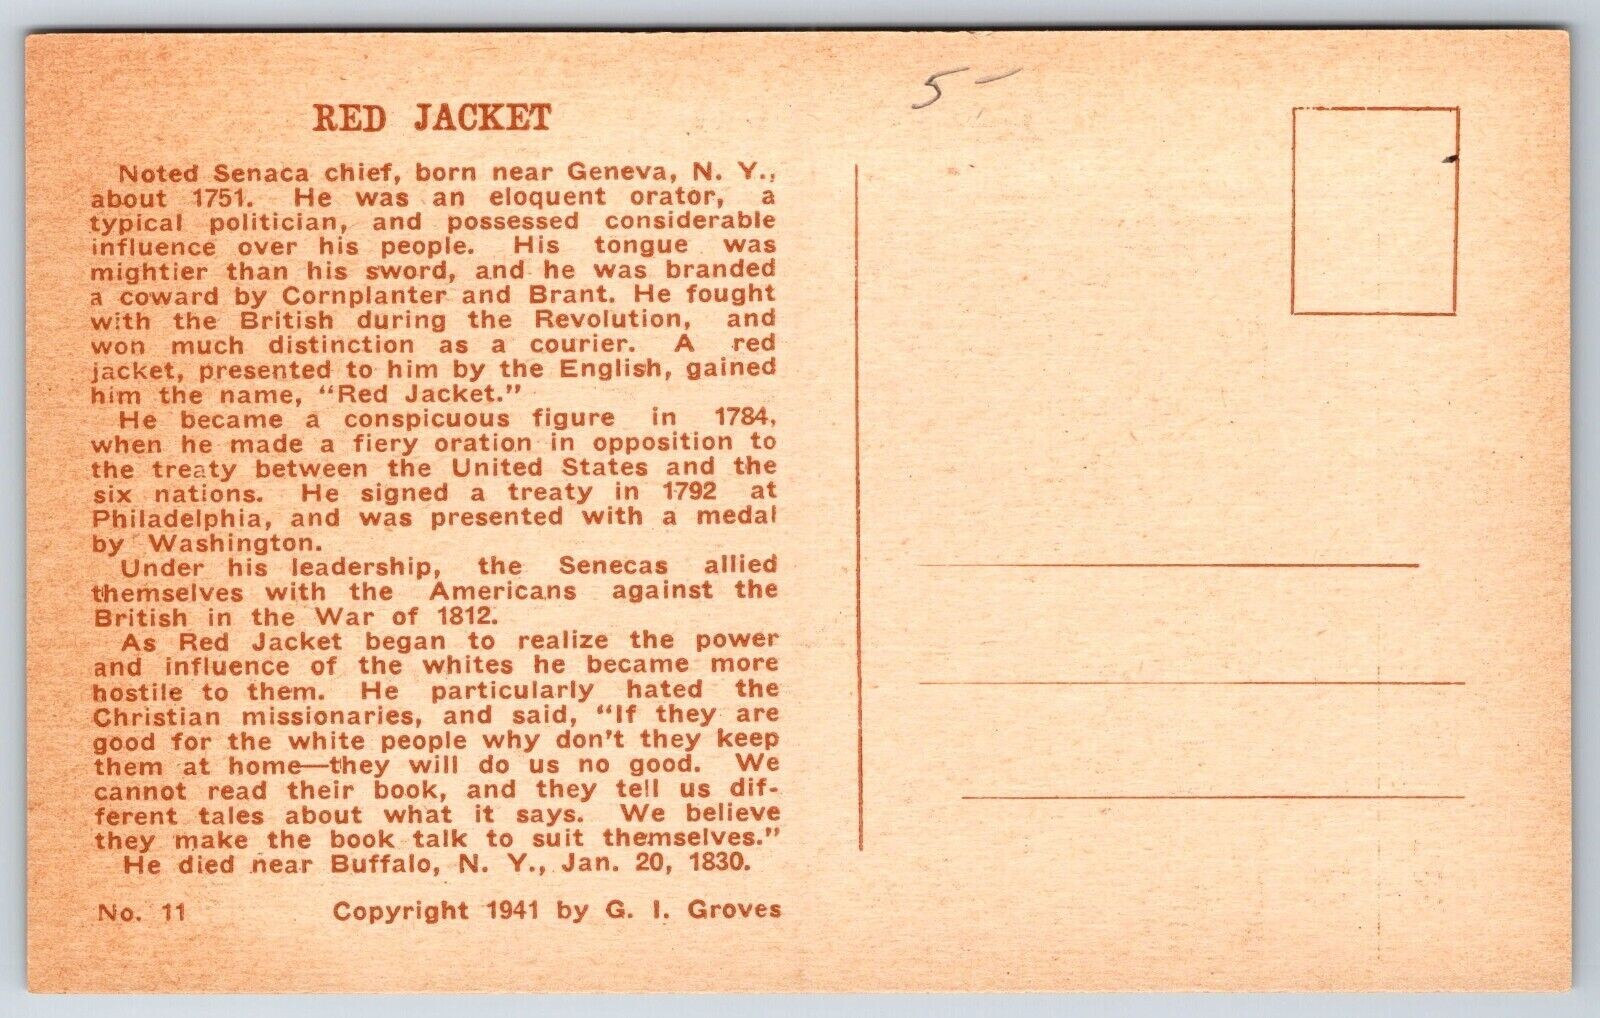 5-
RED JACKET
Noted Senaca chief, born near Geneva, N. Y.,
about 1751. He was an eloquent orator, a
typical politician, and possessed considerable
influence over his people. His tongue was
mightier than his sword, and he was branded
a coward by Cornplanter and Brant. He fought
with the British during the Revolution, and
won much distinction as a courier. A red
jacket, presented to him by the English, gained
him the name, "Red Jacket."
He became a conspicuous figure in 1784,
when he made a fiery oration in opposition to
the treaty between the United States and the
six nations. He signed a treaty in 1792 at
Philadelphia, and was presented with a medal
by Washington.
Under his leadership, the Senecas allied
themselves with the Americans against the
British in the War of 1812.
As Red Jacket began to realize the power
and influence of the whites he became more
hostile to them. He particularly hated the
Christian missionaries, and said, "If they are
good for the white people why don't they keep
them at home—they will do us no good. We
cannot read their book, and they tell us dif-
ferent tales about what it says. We believe
they make the book talk to suit themselves."
He died near Buffalo, N. Y., Jan. 20, 1830.
No. 11 Copyright 1941 by G. I. Groves